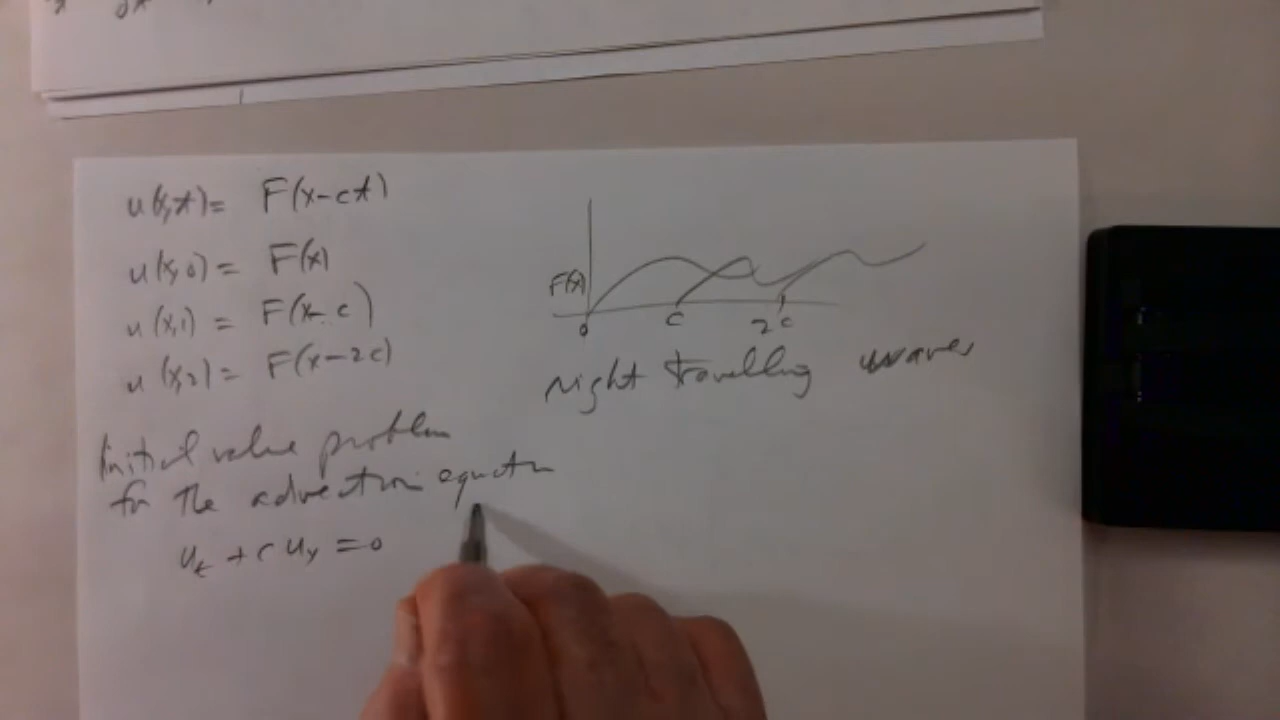 u(x,t) = F(x-ct)
u(x,0) = F(x)
u(x,1) = F(x-c)
u(x,2) = F(x-2c)
F(x)
0 c 2c
right travelling waves
Initial value problem
for the advection equation
u_t + c u_x = 0